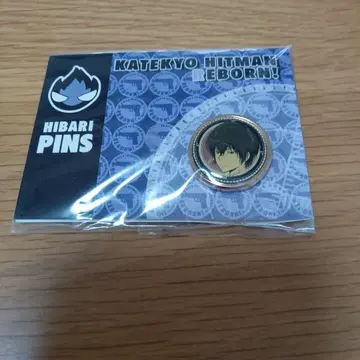 KATEKYO HITMAN
REBORN!
HIBARI
PINS